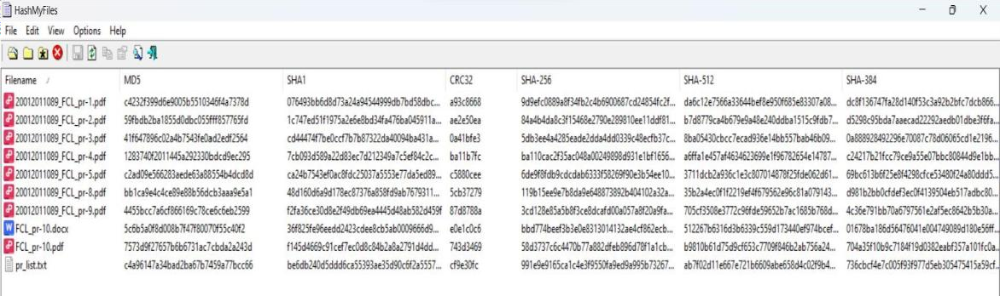 HashMyFiles
File Edit View Options Help
Filename / MD5 SHA1 CRC32 SHA-256 SHA-512 SHA-384
20012011089_FCL_pr-1.pdf c4232f399d6e9005b5510346f4a7378d 076493bb6d8d73a24a94544999db7bd58dbc... a93c8668 9d9efc0889a8f34fb2c4b6900687cd24854fc2f... da6c12e7566a33644bef8e950f685e83307a08... dc8f136747fa28d140f53c3a92b2bfc7dcb866...
20012011089_FCL_pr-2.pdf 59fbdb2ba1855d0dbc055fff857765fd 1c747ed51f1975a2e6e8bd34fa476ba045911a... ae2e50ea 84a4b4da8c3f15468e2790e289810ee11ddf81... b7d8779ca4b679e9a48e240ddba1515c9fdb7... d5298c95bda7aaecad22292aedb01dbe3f6fa...
20012011089_FCL_pr-3.pdf 41f647896c02a4b7543fe0ad2edf2564 cd44474f7be0ccf7b7b87322da40094ba431a... 0a41bfe3 5db3ee4a4285eade2dda4dd0339c48ecfb37c... 8ba05430cbcc7ecad936e14bb557bab46b09... 0a888928492296e70087c78d06065cd1e2196...
20012011089_FCL_pr-4.pdf 1283740f2011445a292330bdcd9ec295 7cb093d589a22d83ec7d212349a7c5ef84c2c... ba11b7fc ba110cac2f35ac048a00249898d931e1bf1656... a6ffa1e457af4634623699e1f96782654e14787... c24217b21fcc79ce9a55e07bbc80844d9e1bb...
20012011089_FCL_pr-5.pdf c2ad09e566283aede63a88554b4dcd8d ca24b7543ef0ac8fdc25037a5553e77da5ed89... c5880cee 6de9f8fdb9cdcdab6333f58269f90e3b54ee10... 3711dcb2a936c1e3c807014878f25fde062d61... 69bc613b6f25e8f4298cfce53480f24a80ddd5...
20012011089_FCL_pr-8.pdf bb1ca9e4c4ce89e88b56dcb3aaa9e5a1 48d160d6a9d178ec87376a858fd9ab7679311... 5cb37279 119b15ee9e7b8da9e648873892b404102a32a... 35b2a4ec0f1f2219ef4f679562e96c81a079143... d981b2bb0cfdef3ec0f4139504eb517adbc80...
20012011089_FCL_pr-9.pdf 4455bcc7a6cf866169c78ce6c6eb2599 f2fa36ce30d8e2f49db69ea4445d48ab582d459f 87d8788a 3cd128e85a5b8f3ce8dcafd00a057a8f20a9fa... 705cf3508e3772c96fde59652b7ac1685b768d... 4c36e791bb70a6797561e2af5ec8642b5b30a...
FCL_pr-10.docx 5c6b5a0f8d008b7f47f80070f55c40f2 36f825fe96eedd2423cdee8cb5ab0009666d9... e0e1c0c6 bbd774beef3b3e0e8313014132ae4cf862ecb... 512267b6316d3b6339c559d173440ef974bcef... 01678ba186d56476041e004749089d180e56ff...
FCL_pr-10.pdf 7573d9f27657b6b6731ac7cbda2a243d f145d4669c91cef7ec0d8c84b2a8a2791d4dd... 743d3469 58d3737c6c4470b77a882dfeb896d78f1a1cb... b9810b61d75d9cf653c7709f846b2ab756a24... 704a35f10b9c7184f19d0382eabf357a101fc0a...
pr_list.txt c4a96147a34bad2ba67b7459a77bcc66 be6db240d5ddd6ca55393ae35d90c6f2a5557... cf9e30fc 991e9e9165ca1c4e3f9550fa9ed9a995b73267... ab7f02d11e667e721b6609abe658d4c02f9b4... 736cbcf4e7c005f93f977d5eb305475415a59cf...